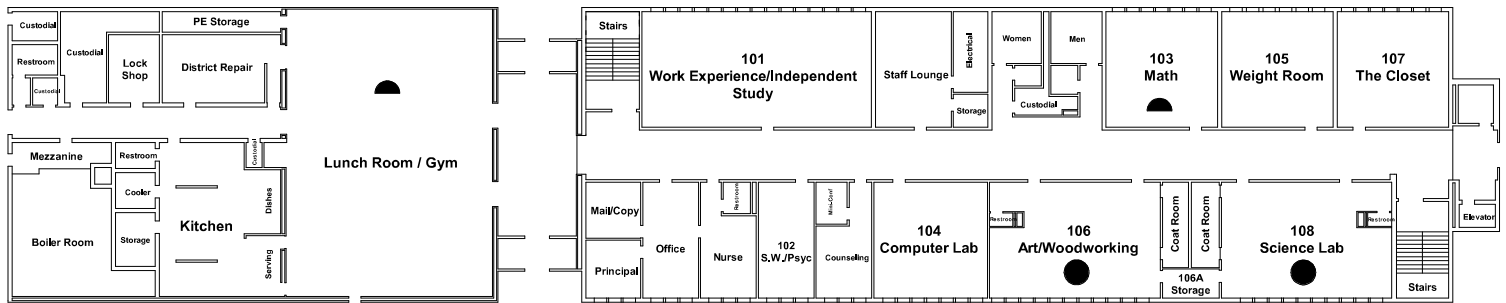 Custodial
PE Storage
Custodial
Restroom
Lock
Shop
District Repair
Custodial
Mezzanine
Restroom
Custodial
Cooler
Dishes
Kitchen
Storage
Boiler Room
Serving
Lunch Room / Gym
Stairs
101
Work Experience/Independent
Study
Staff Lounge
Electrical
Storage
Women
Men
Custodial
103
Math
105
Weight Room
107
The Closet
Mail/Copy
Principal
Office
Restroom
Nurse
102
S.W./Psyc
Mini-Conf
Counseling
104
Computer Lab
Restroom
106
Art/Woodworking
Coat Room
Coat Room
106A
Storage
108
Science Lab
Restroom
Elevator
Stairs